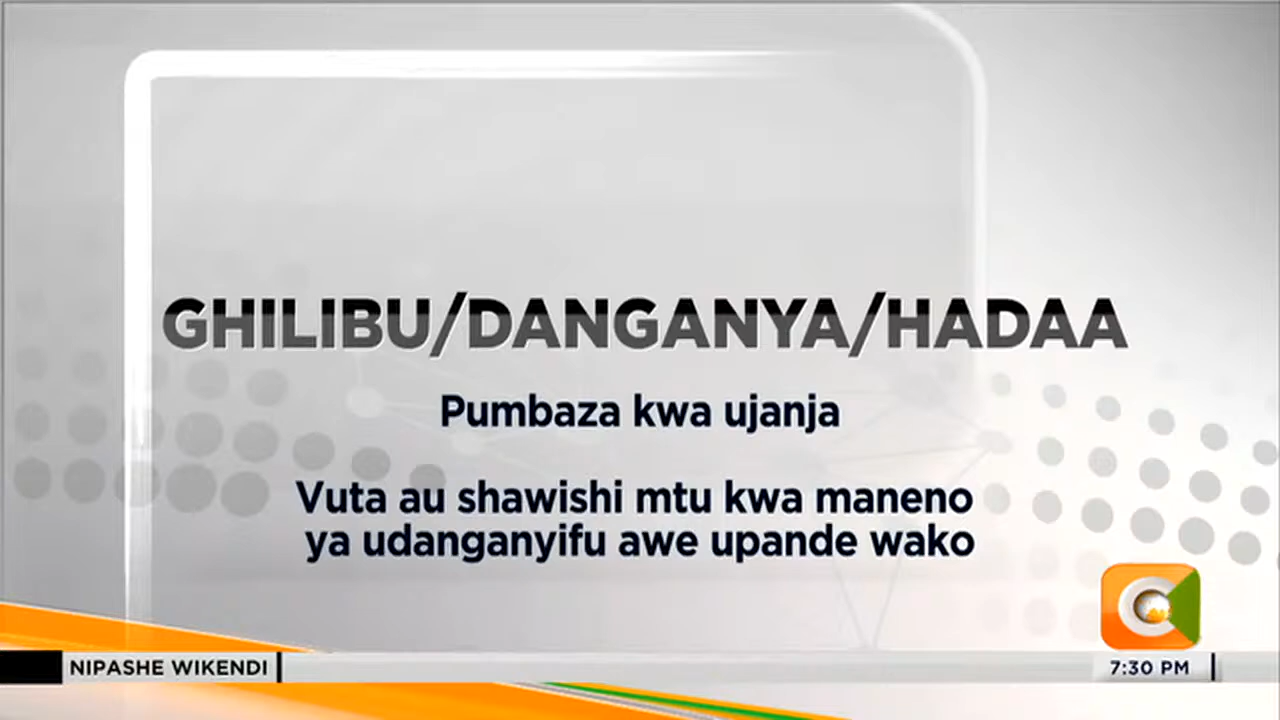 GHILIBU/DANGANYA/HADAA
Pumbaza kwa ujanja
Vuta au shawishi mtu kwa maneno
ya udanganyifu awe upande wako
NIPASHE WIKENDI
7:30 PM